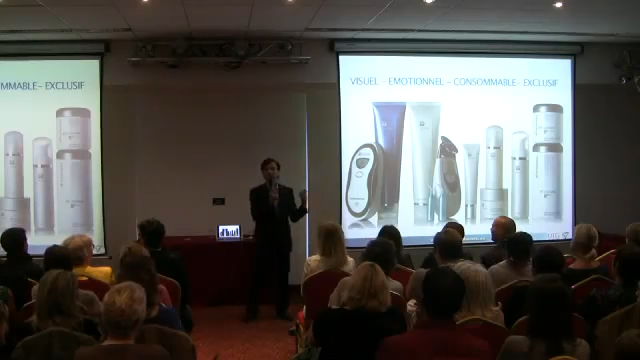 MMABLE- EXCLUSIF
VISUEL - EMOTIONNEL - CONSOMMABLE- EXCLUSIF